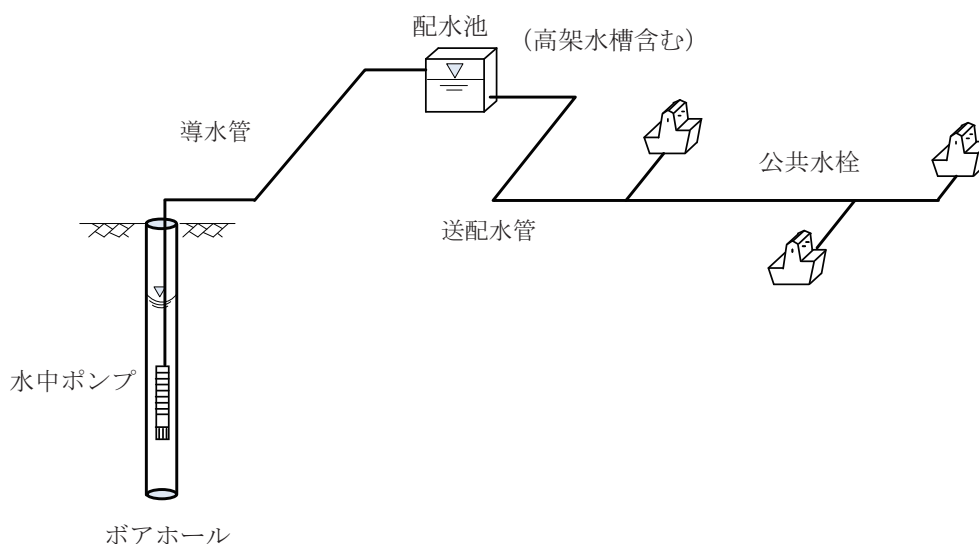 配水池
（高架水槽含む）
導水管
公共水栓
送配水管
水中ポンプ
ボアホール